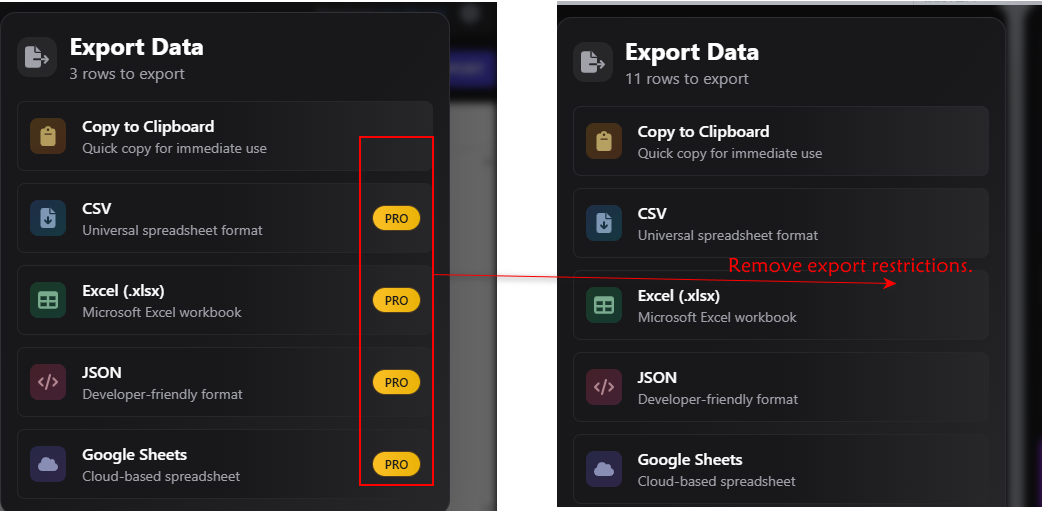 Export Data
3 rows to export
Copy to Clipboard
Quick copy for immediate use
CSV
Universal spreadsheet format
PRO
Excel (.xlsx)
Microsoft Excel workbook
PRO
JSON
Developer-friendly format
PRO
Google Sheets
Cloud-based spreadsheet
PRO
Export Data
11 rows to export
Copy to Clipboard
Quick copy for immediate use
CSV
Universal spreadsheet format
Remove export restrictions.
Excel (.xlsx)
Microsoft Excel workbook
JSON
Developer-friendly format
Google Sheets
Cloud-based spreadsheet